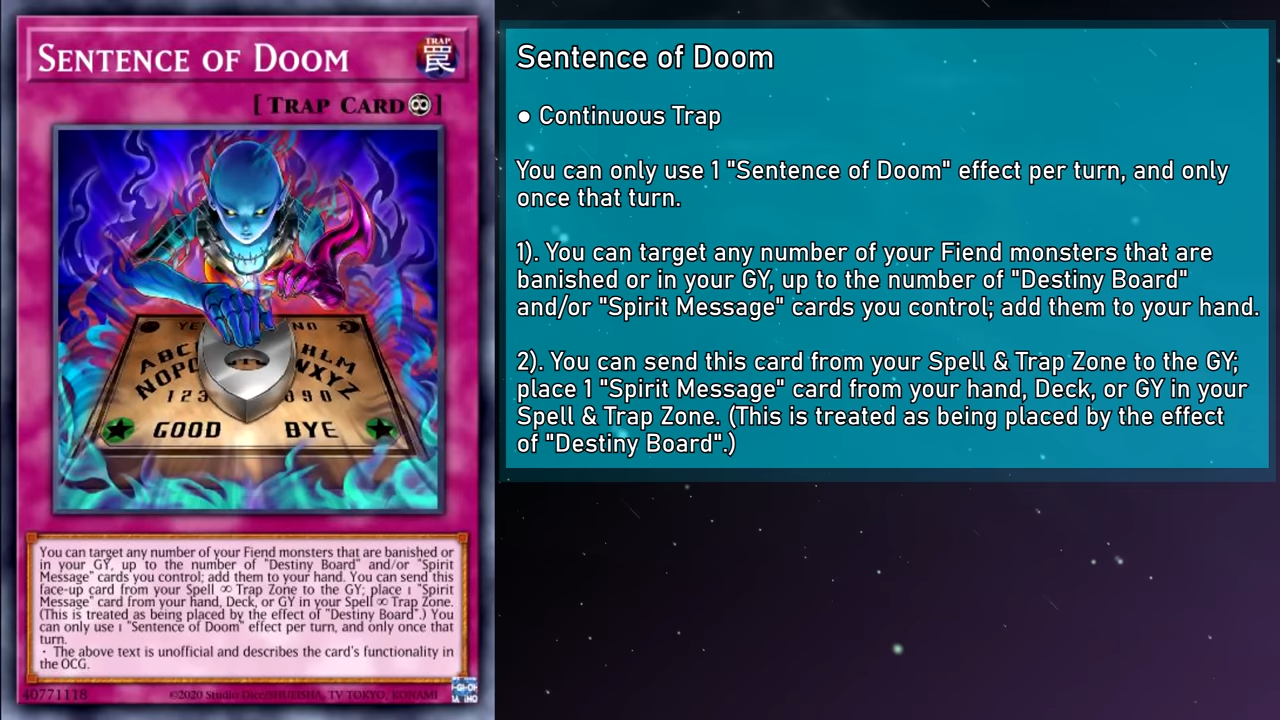 SENTENCE OF DOOM
TRAP
罠
[TRAP CARD∞]
YE NO
ABC HLM
NOPQ WXYZ
123 890
GOOD BYE
You can target any number of your Fiend monsters that are banished or
in your GY, up to the number of "Destiny Board" and/or "Spirit
Message" cards you control; add them to your hand. You can send this
face-up card from your Spell ∞ Trap Zone to the GY; place 1 "Spirit
Message" card from your hand, Deck, or GY in your Spell ∞ Trap Zone.
(This is treated as being placed by the effect of "Destiny Board".) You
can only use 1 "Sentence of Doom" effect per turn, and only once that
turn.
· The above text is unofficial and describes the card's functionality in
the OCG.
40771118 ©2020 Studio Dice/SHUEISHA, TV TOKYO, KONAMI
Sentence of Doom
● Continuous Trap
You can only use 1 "Sentence of Doom" effect per turn, and only
once that turn.
1). You can target any number of your Fiend monsters that are
banished or in your GY, up to the number of "Destiny Board"
and/or "Spirit Message" cards you control; add them to your hand.
2). You can send this card from your Spell & Trap Zone to the GY;
place 1 "Spirit Message" card from your hand, Deck, or GY in your
Spell & Trap Zone. (This is treated as being placed by the effect
of "Destiny Board".)